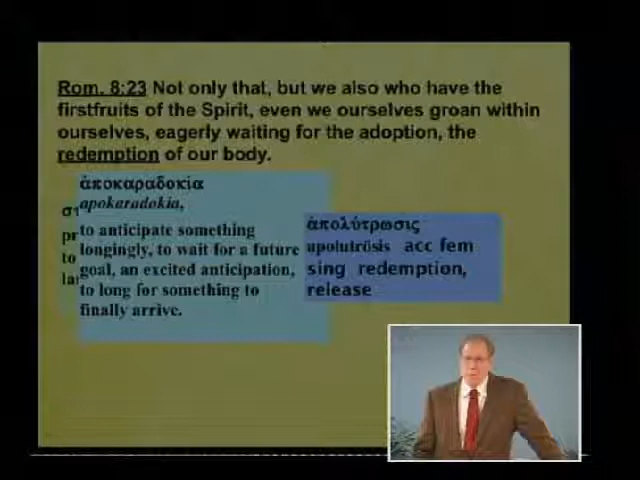 Rom. 8:23 Not only that, but we also who have the
firstfruits of the Spirit, even we ourselves groan within
ourselves, eagerly waiting for the adoption, the
redemption of our body.
ἀποκαραδοκία
apokaradokia,
to anticipate something
longingly, to wait for a future
goal, an excited anticipation,
to long for something to
finally arrive.
ἀπολύτρωσις
apolutrōsis acc fem
sing redemption,
release